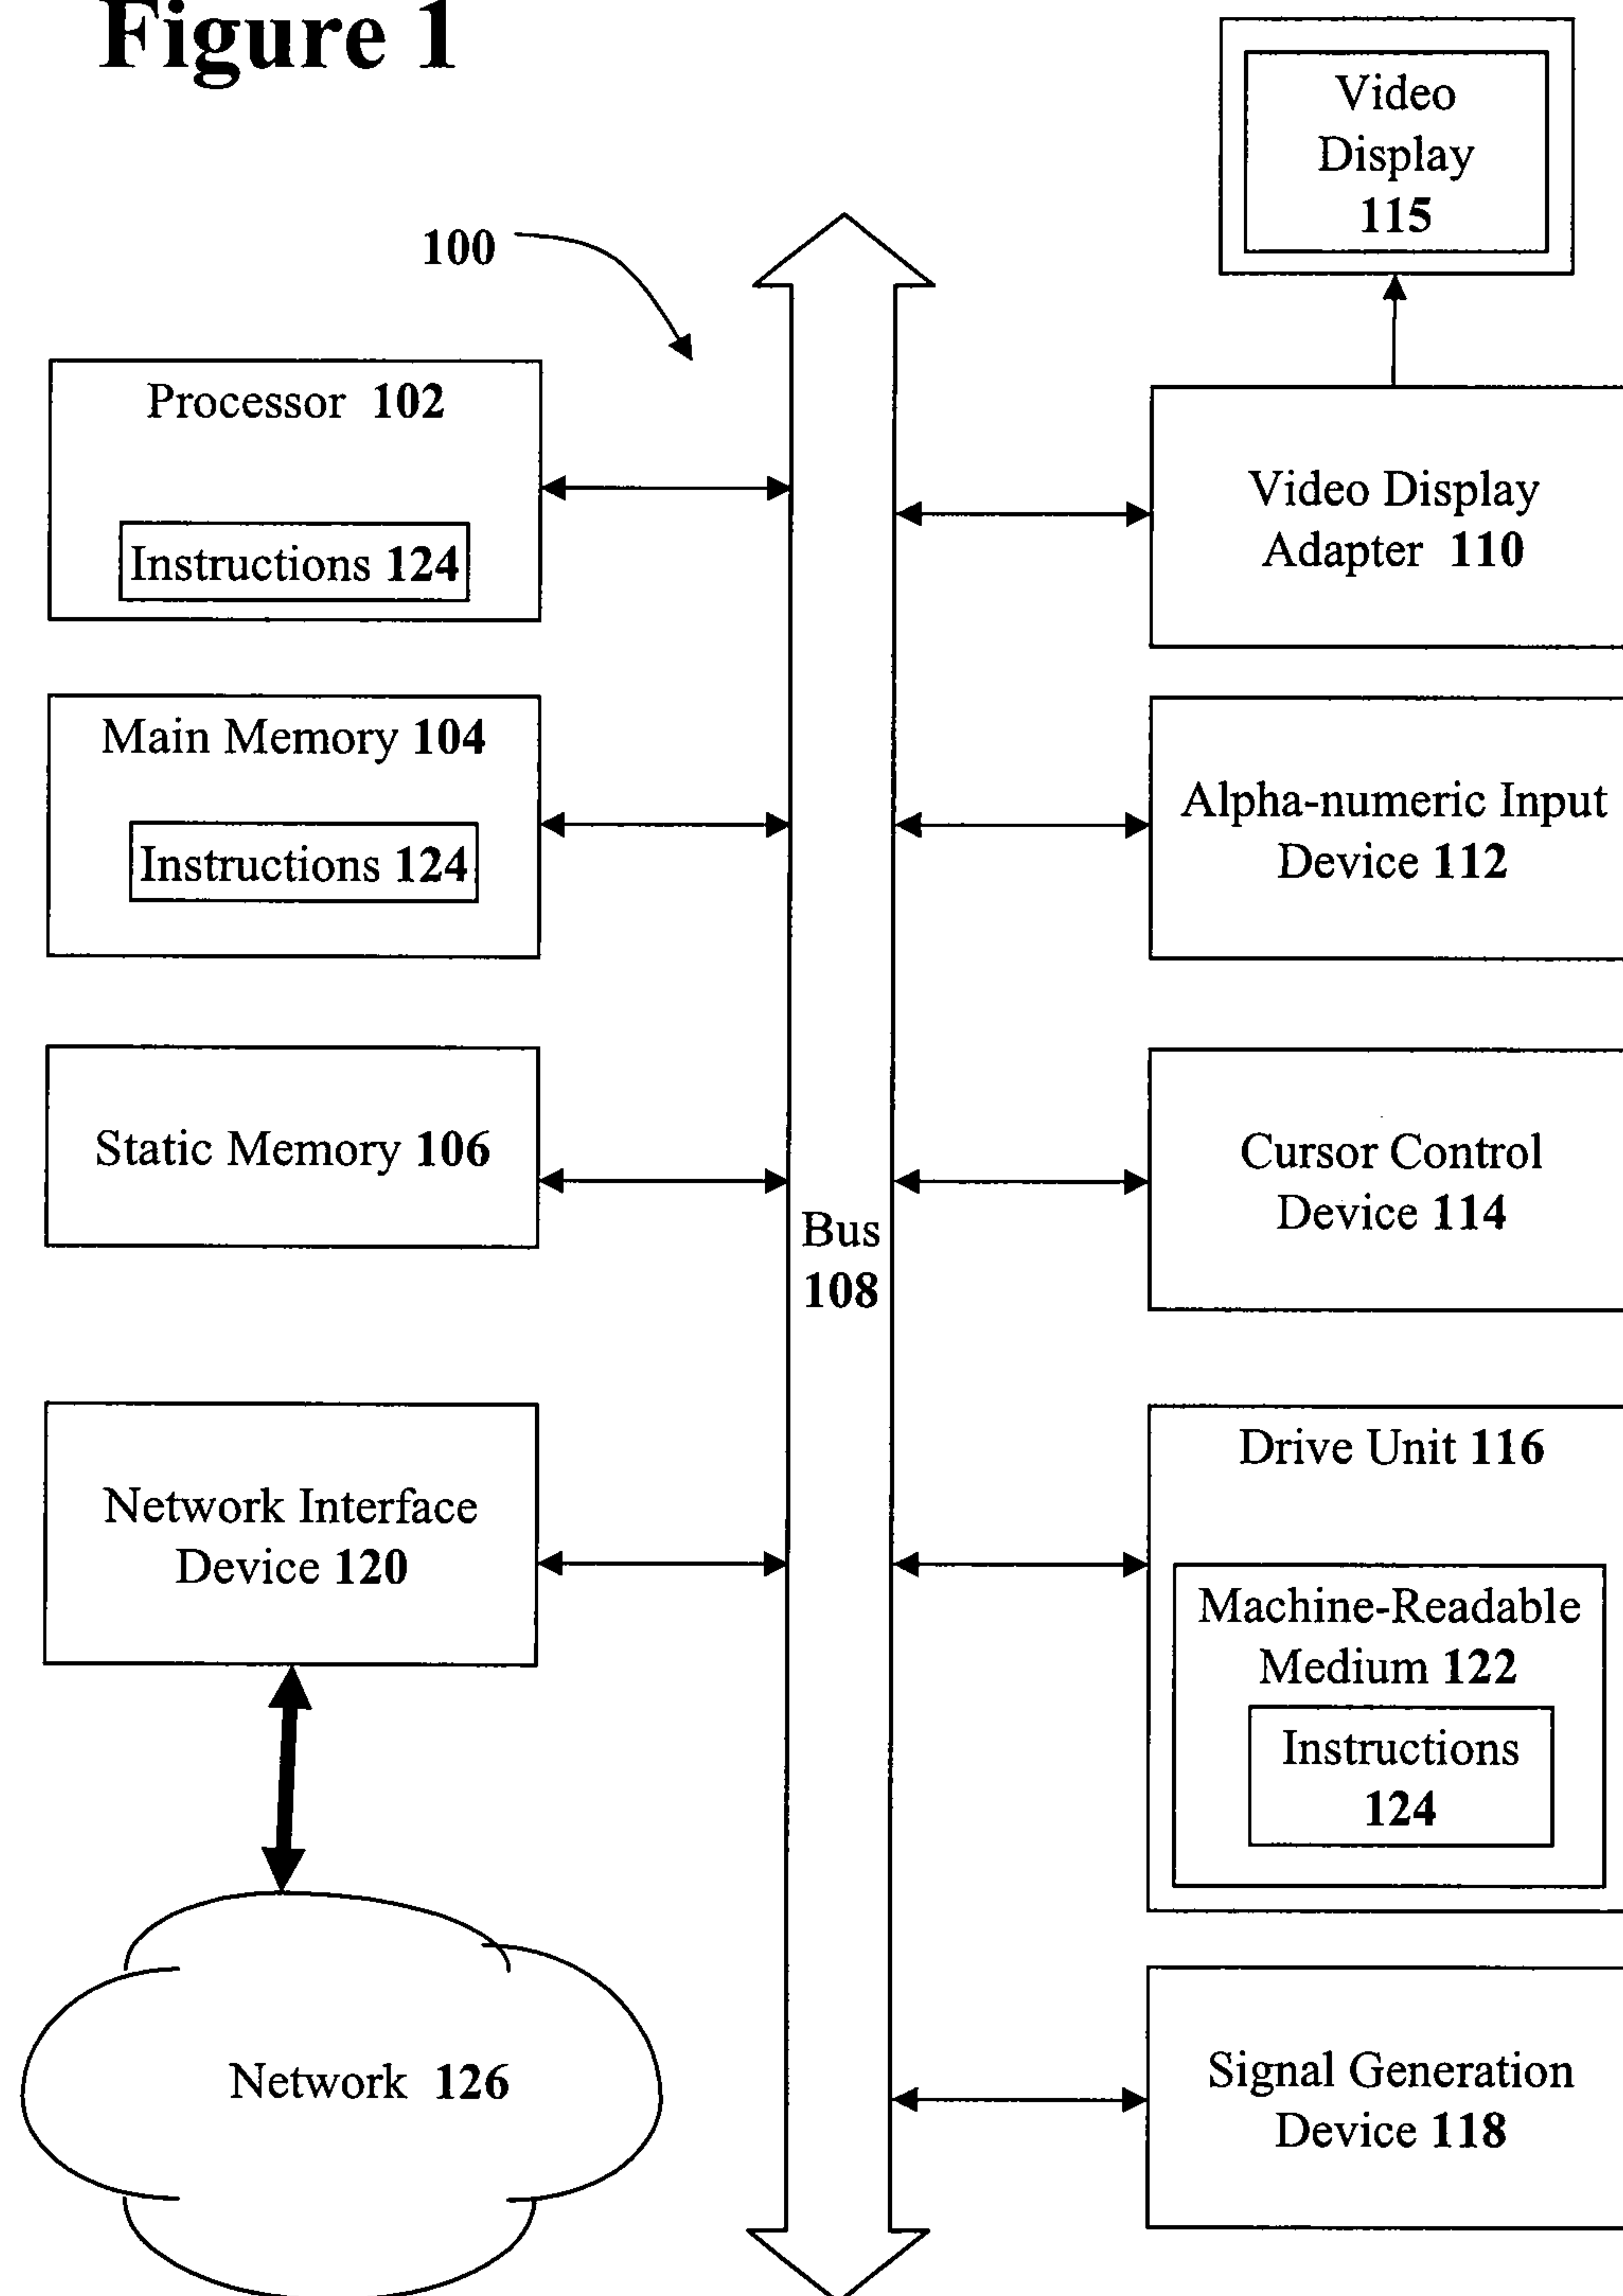 Figure 1
Video
Display
115
100
Processor 102
Instructions 124
Video Display
Adapter 110
Main Memory 104
Instructions 124
Alpha-numeric Input
Device 112
Static Memory 106
Cursor Control
Device 114
Bus
108
Network Interface
Device 120
Drive Unit 116
Machine-Readable
Medium 122
Instructions
124
Network 126
Signal Generation
Device 118